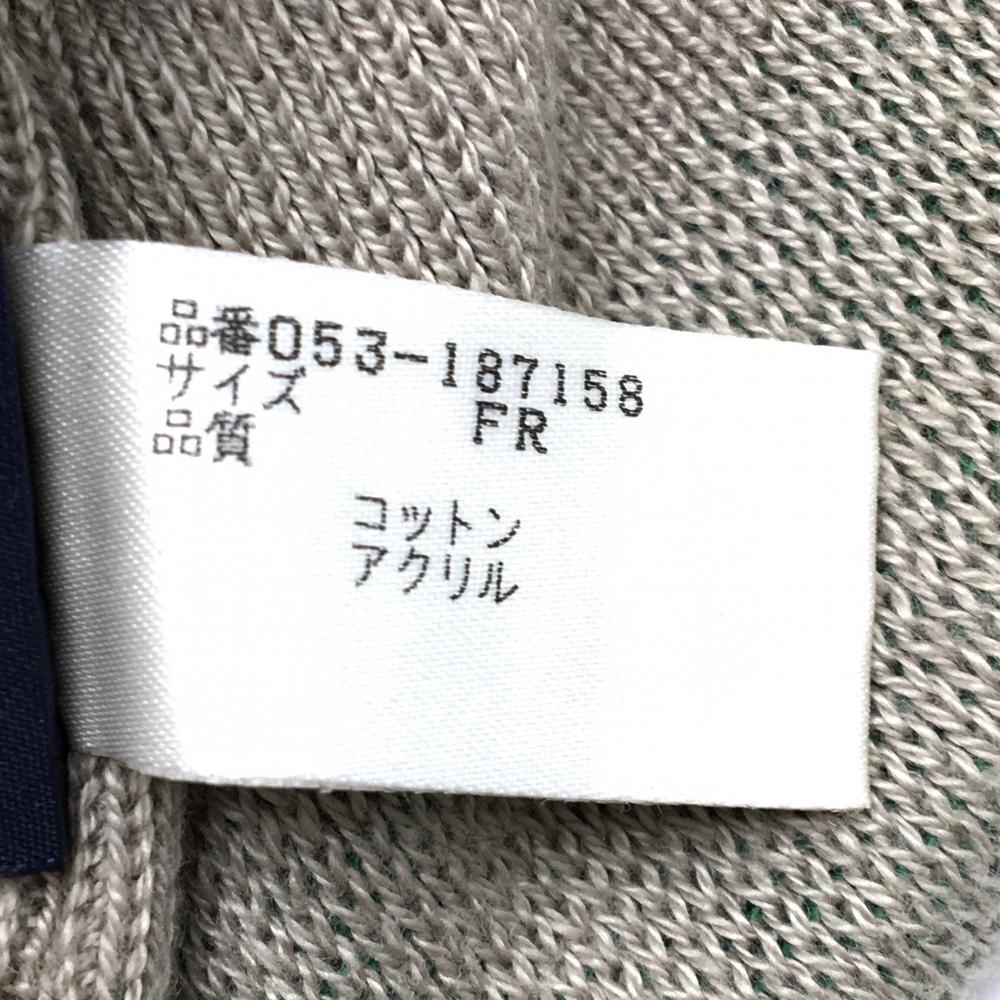 品番053-187158
サイズ FR
品質
コットン
アクリル